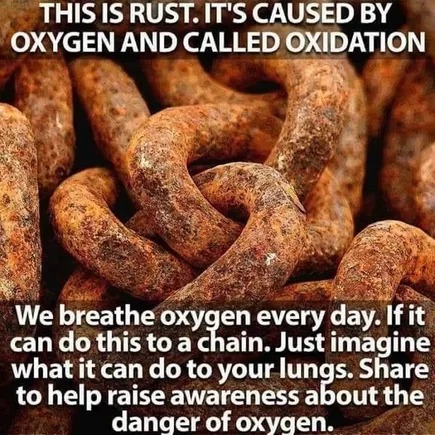 THIS IS RUST. IT'S CAUSED BY
OXYGEN AND CALLED OXIDATION
We breathe oxygen every day. If it
can do this to a chain. Just imagine
what it can do to your lungs. Share
to help raise awareness about the
danger of oxygen.